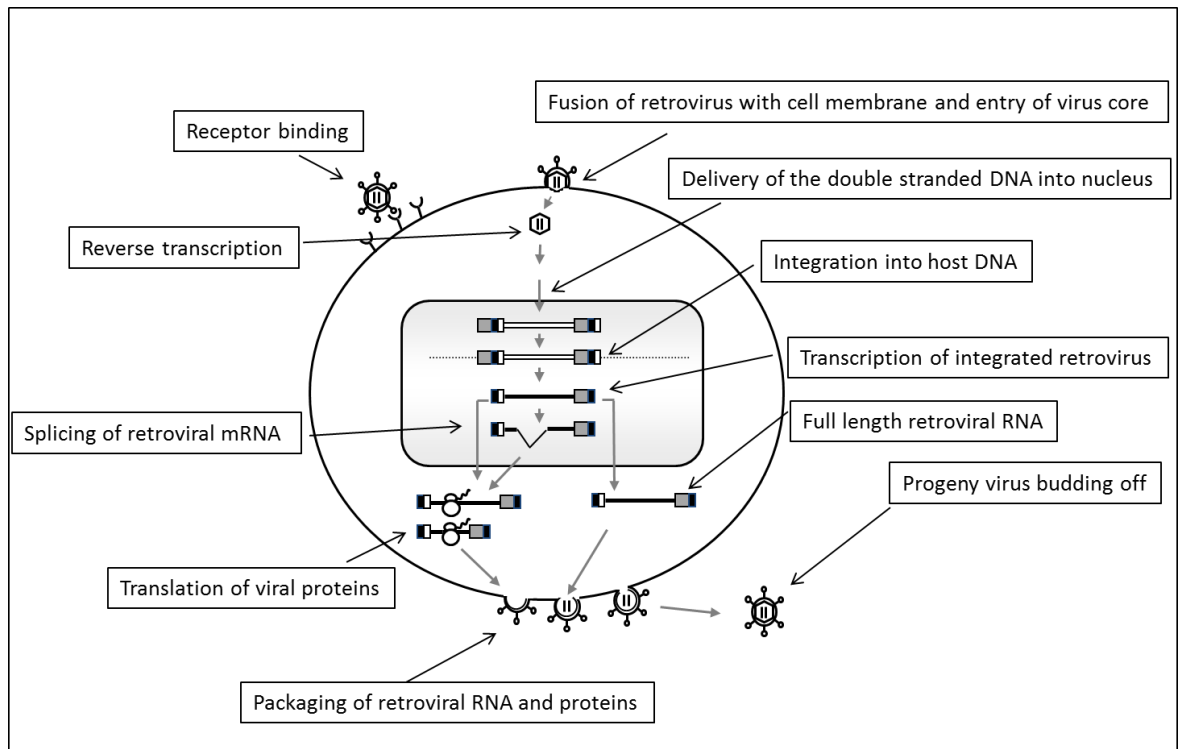 Fusion of retrovirus with cell membrane and entry of virus core
Receptor binding
Delivery of the double stranded DNA into nucleus
Reverse transcription
Integration into host DNA
Transcription of integrated retrovirus
Splicing of retroviral mRNA
Full length retroviral RNA
Progeny virus budding off
Translation of viral proteins
Packaging of retroviral RNA and proteins